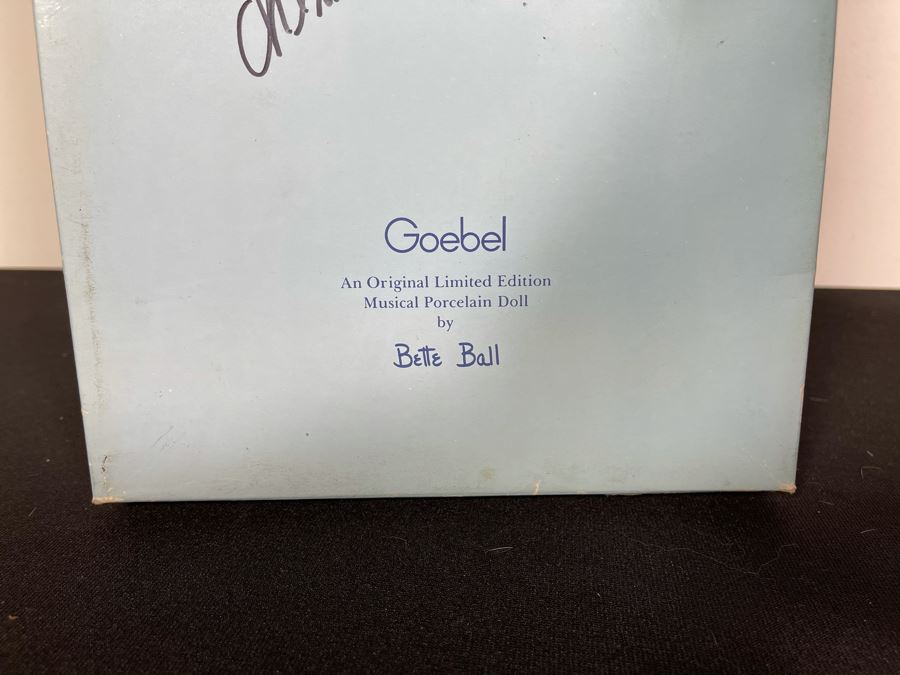 Goebel
An Original Limited Edition
Musical Porcelain Doll
by
Bette Ball